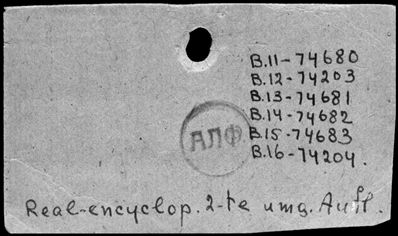 B.11-74680
B.12-74203
B.13-74681
B.14-74682
B.15-74683
B.16-74204.
АЛФ.
Real-encyclop. 2-te umg. Aufl.